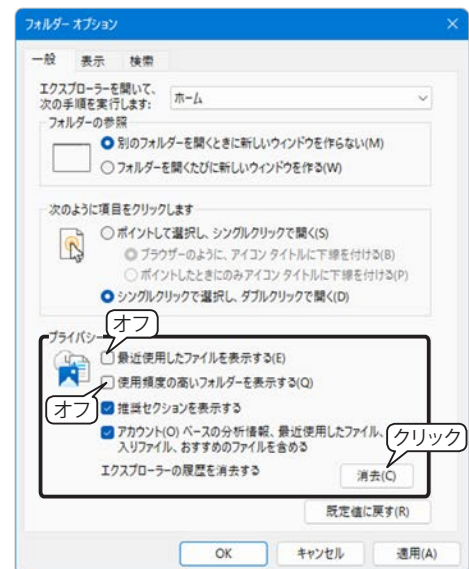 フォルダー オプション
一般 表示 検索
エクスプローラーを開いて、
次の手順を実行します: ホーム
フォルダーの参照
別のフォルダーを開くときに新しいウィンドウを作らない(M)
フォルダーを開くたびに新しいウィンドウを作る(W)
次のように項目をクリックします
ポイントして選択し、シングルクリックで開く(S)
ブラウザーのように、アイコン タイトルに下線を付ける(B)
ポイントしたときにのみアイコン タイトルに下線を付ける(P)
シングルクリックで選択し、ダブルクリックで開く(D)
オフ
プライバシー
最近使用したファイルを表示する(E)
使用頻度の高いフォルダーを表示する(Q)
オフ
推奨セクションを表示する
アカウント(O) ベースの分析情報、最近使用したファイル、
入りファイル、おすすめのファイルを含める
クリック
エクスプローラーの履歴を消去する 消去(C)
既定値に戻す(R)
OK キャンセル 適用(A)